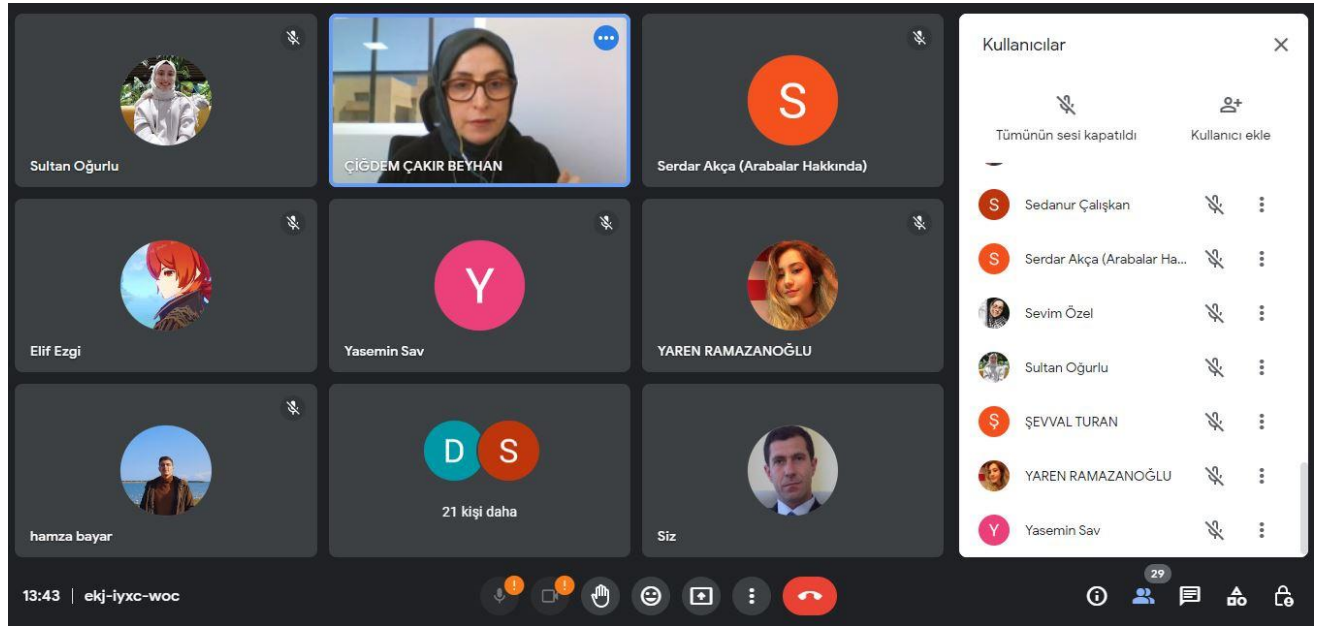 Sultan Oğurlu
ÇİĞDEM ÇAKIR BEYHAN
S
Serdar Akça (Arabalar Hakkında)
Elif Ezgi
Y
Yasemin Sav
YAREN RAMAZANOĞLU
hamza bayar
D S
21 kişi daha
Siz
Kullanıcılar
Tümünün sesi kapatıldı
Kullanıcı ekle
S Sedanur Çalışkan
S Serdar Akça (Arabalar Ha...
Sevim Özel
Sultan Oğurlu
Ş ŞEVVAL TURAN
YAREN RAMAZANOĞLU
Y Yasemin Sav
13:43 | ekj-iyxc-woc
29